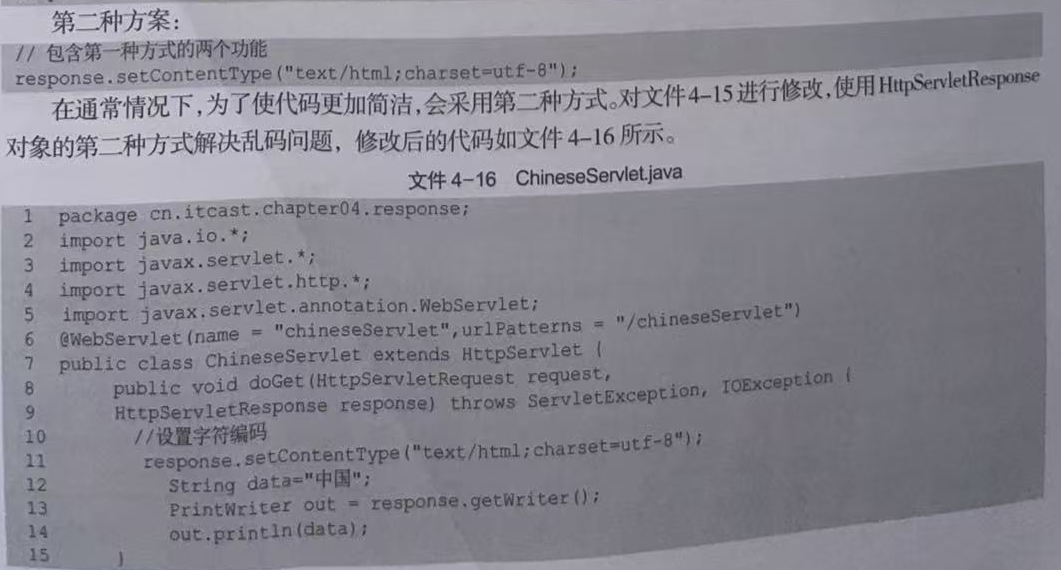 第二种方案：
// 包含第一种方式的两个功能
response.setContentType("text/html;charset=utf-8");
在通常情况下，为了使代码更加简洁，会采用第二种方式。对文件4-15进行修改，使用HttpServletResponse
对象的第二种方式解决乱码问题，修改后的代码如文件 4-16 所示。
文件 4-16 ChineseServlet.java
1 package cn.itcast.chapter04.response;
2 import java.io.*;
3 import javax.servlet.*;
4 import javax.servlet.http.*;
5 import javax.servlet.annotation.WebServlet;
6 @WebServlet(name = "chineseServlet",urlPatterns = "/chineseServlet")
7 public class ChineseServlet extends HttpServlet {
8 public void doGet(HttpServletRequest request,
9 HttpServletResponse response) throws ServletException, IOException {
10 //设置字符编码
11 response.setContentType("text/html;charset=utf-8");
12 String data="中国";
13 PrintWriter out = response.getWriter();
14 out.println(data);
15 }